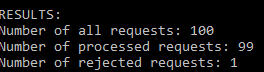 RESULTS:
Number of all requests: 100
Number of processed requests: 99
Number of rejected requests: 1